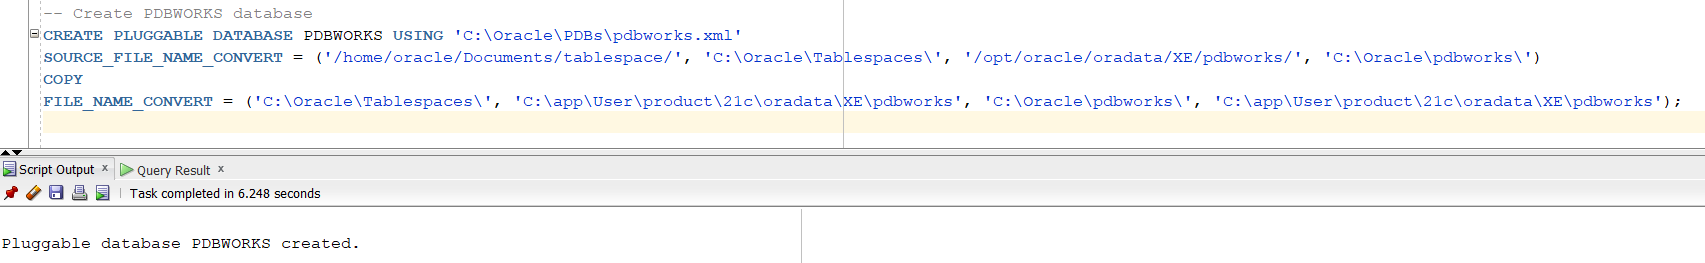 -- Create PDBWORKS database
CREATE PLUGGABLE DATABASE PDBWORKS USING 'C:\Oracle\PDBs\pdbworks.xml'
SOURCE_FILE_NAME_CONVERT = ('/home/oracle/Documents/tablespace/', 'C:\Oracle\Tablespaces\', '/opt/oracle/oradata/XE/pdbworks/', 'C:\Oracle\pdbworks\')
COPY
FILE_NAME_CONVERT = ('C:\Oracle\Tablespaces\', 'C:\app\User\product\21c\oradata\XE\pdbworks', 'C:\Oracle\pdbworks\', 'C:\app\User\product\21c\oradata\XE\pdbworks');
Script Output x Query Result x
Task completed in 6.248 seconds
Pluggable database PDBWORKS created.